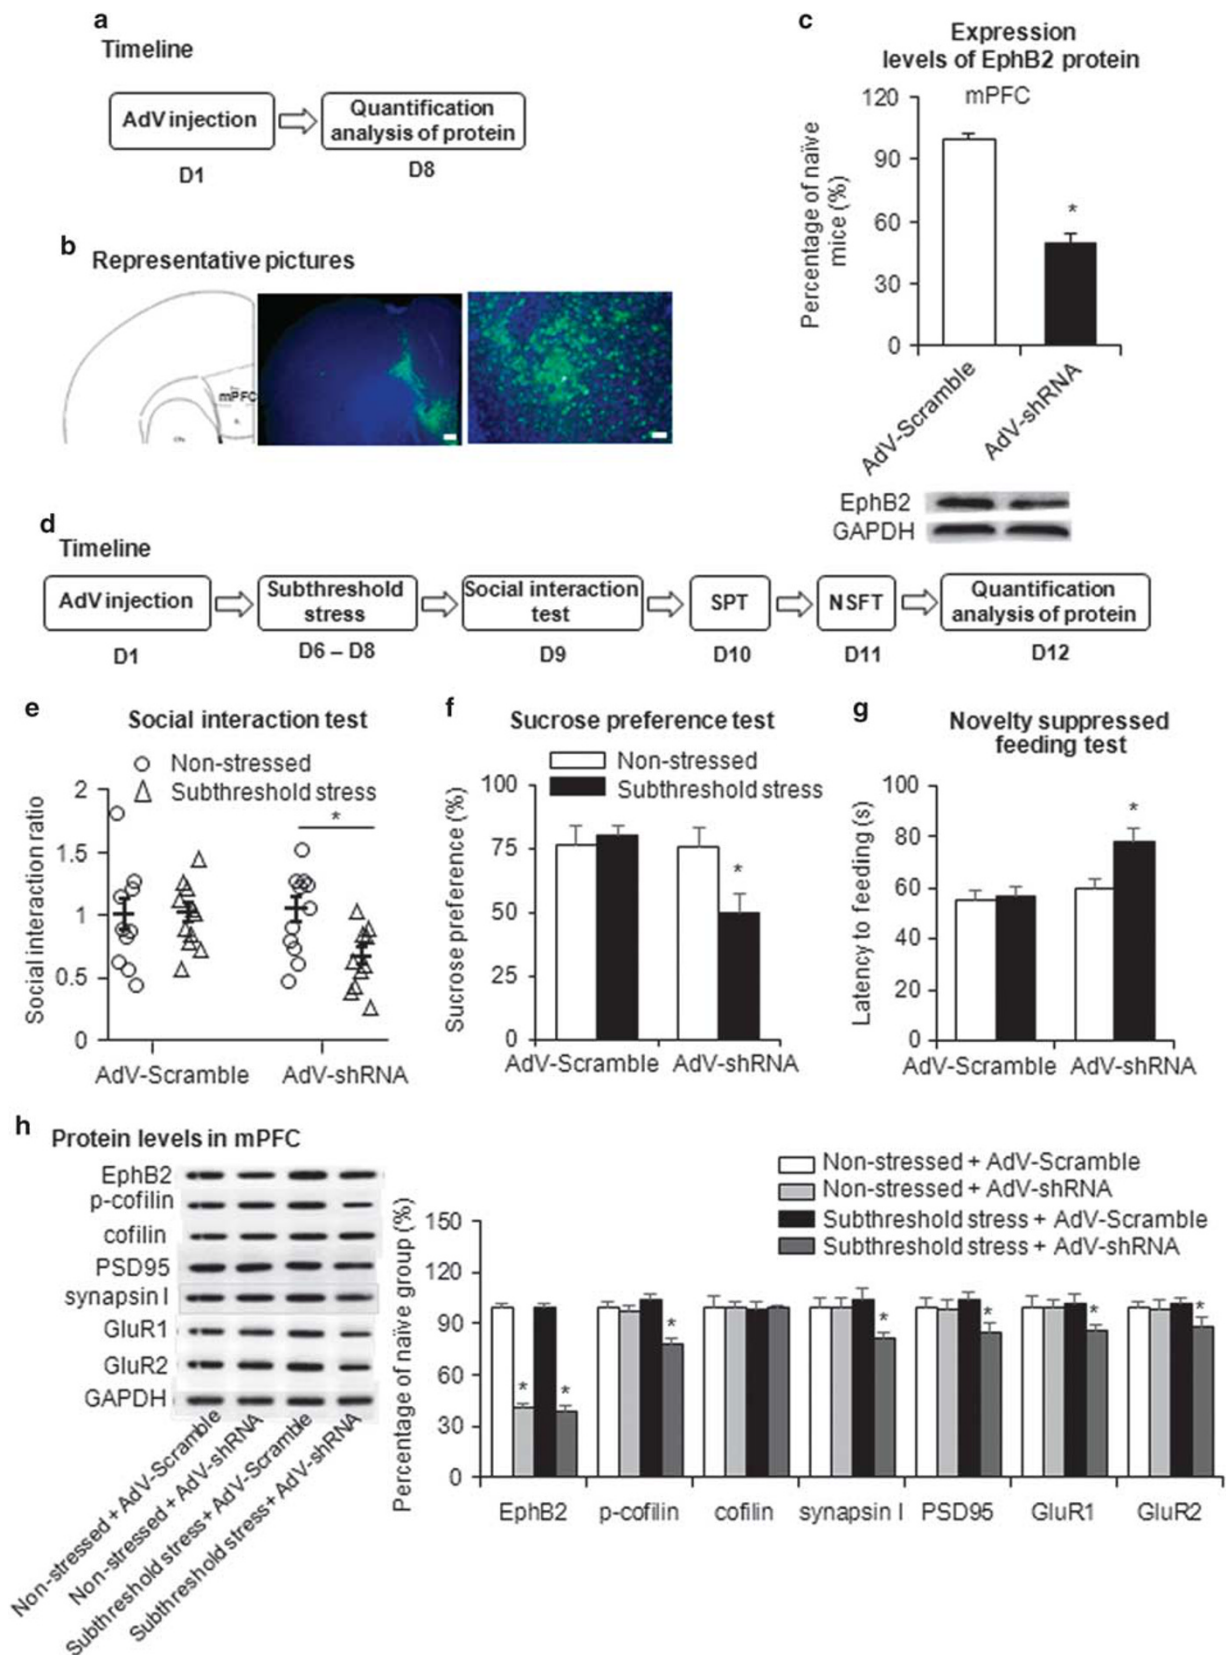 a
Timeline
AdV injection
Quantification
analysis of protein
D1
D8
b
Representative pictures
mPFC
c
Expression
levels of EphB2 protein
mPFC
Percentage of naïve
mice (%)
120
90
60
30
0
*
AdV-Scramble
AdV-shRNA
EphB2
GAPDH
d
Timeline
AdV injection
Subthreshold
stress
Social interaction
test
SPT
NSFT
Quantification
analysis of protein
D1
D6 – D8
D9
D10
D11
D12
e
Social interaction test
Non-stressed
Subthreshold stress
Social interaction ratio
2
1.5
1
0.5
0
*
AdV-Scramble
AdV-shRNA
f
Sucrose preference test
Non-stressed
Subthreshold stress
Sucrose preference (%)
100
75
50
25
0
*
AdV-Scramble
AdV-shRNA
g
Novelty suppressed
feeding test
Latency to feeding (s)
100
80
60
40
20
0
*
AdV-Scramble
AdV-shRNA
h
Protein levels in mPFC
EphB2
p-cofilin
cofilin
PSD95
synapsin I
GluR1
GluR2
GAPDH
Non-stressed + AdV-Scramble
Non-stressed + AdV-shRNA
Subthreshold stress + AdV-Scramble
Subthreshold stress + AdV-shRNA
Non-stressed + AdV-Scramble
Non-stressed + AdV-shRNA
Subthreshold stress + AdV-Scramble
Subthreshold stress + AdV-shRNA
Percentage of naïve group (%)
150
120
90
60
30
0
* * * * * * *
EphB2 p-cofilin cofilin synapsin I PSD95 GluR1 GluR2